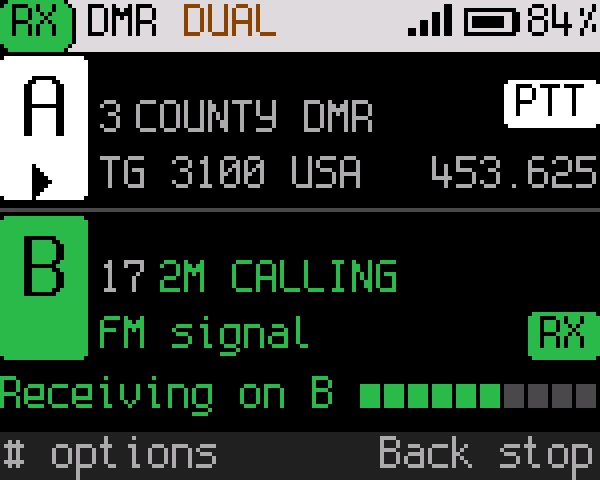 RX DMR DUAL 84%
A
3 COUNTY DMR PTT
TG 3100 USA 453.625
B
17 2M CALLING
FM signal RX
Receiving on B
# options Back stop